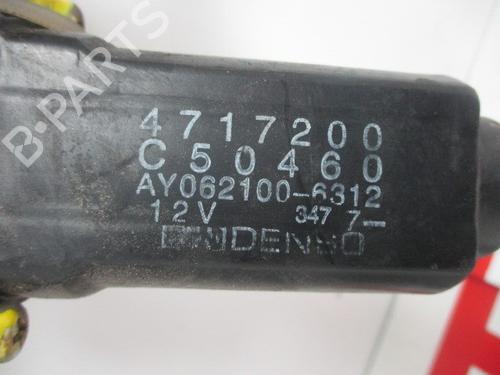 B-PARTS
4717200
C50460
AY062100-6312
12V 347 7-
DENSO